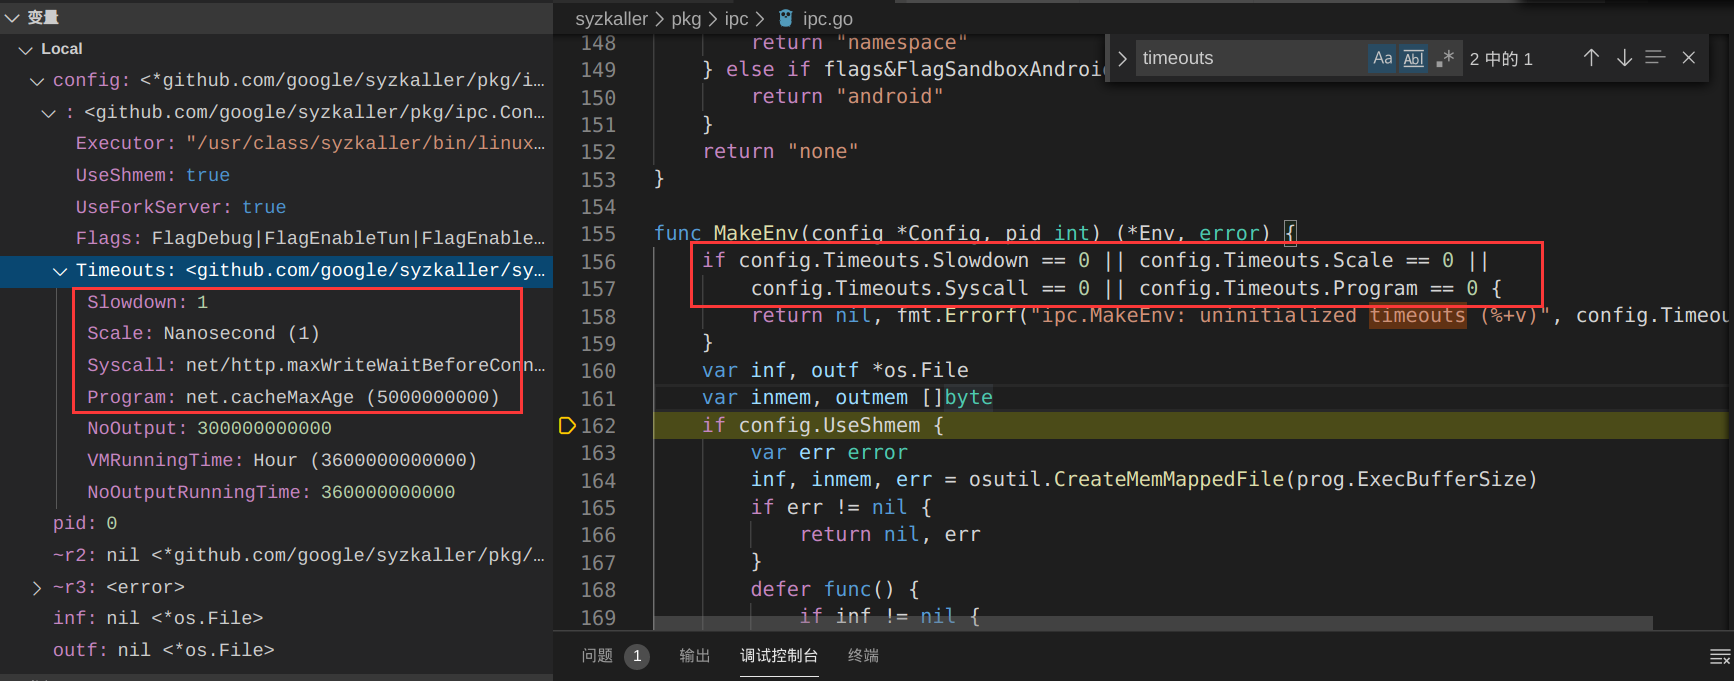 变量
Local
config: <*github.com/google/syzkaller/pkg/i…
: <github.com/google/syzkaller/pkg/ipc.Con…
Executor: "/usr/class/syzkaller/bin/linux…
UseShmem: true
UseForkServer: true
Flags: FlagDebug|FlagEnableTun|FlagEnable…
Timeouts: <github.com/google/syzkaller/sy…
Slowdown: 1
Scale: Nanosecond (1)
Syscall: net/http.maxWriteWaitBeforeConn…
Program: net.cacheMaxAge (5000000000)
NoOutput: 300000000000
VMRunningTime: Hour (3600000000000)
NoOutputRunningTime: 360000000000
pid: 0
~r2: nil <*github.com/google/syzkaller/pkg/…
~r3: <error>
inf: nil <*os.File>
outf: nil <*os.File>
syzkaller > pkg > ipc > ipc.go
timeouts
Aa Abl .*
2 中的 1
148 return "namespace"
149 } else if flags&FlagSandboxAndroid
150 return "android"
151 }
152 return "none"
153 }
154
155 func MakeEnv(config *Config, pid int) (*Env, error) {
156 if config.Timeouts.Slowdown == 0 || config.Timeouts.Scale == 0 ||
157 config.Timeouts.Syscall == 0 || config.Timeouts.Program == 0 {
158 return nil, fmt.Errorf("ipc.MakeEnv: uninitialized timeouts (%+v)", config.Timeou
159 }
160 var inf, outf *os.File
161 var inmem, outmem []byte
162 if config.UseShmem {
163 var err error
164 inf, inmem, err = osutil.CreateMemMappedFile(prog.ExecBufferSize)
165 if err != nil {
166 return nil, err
167 }
168 defer func() {
169 if inf != nil {
问题 1 输出 调试控制台 终端